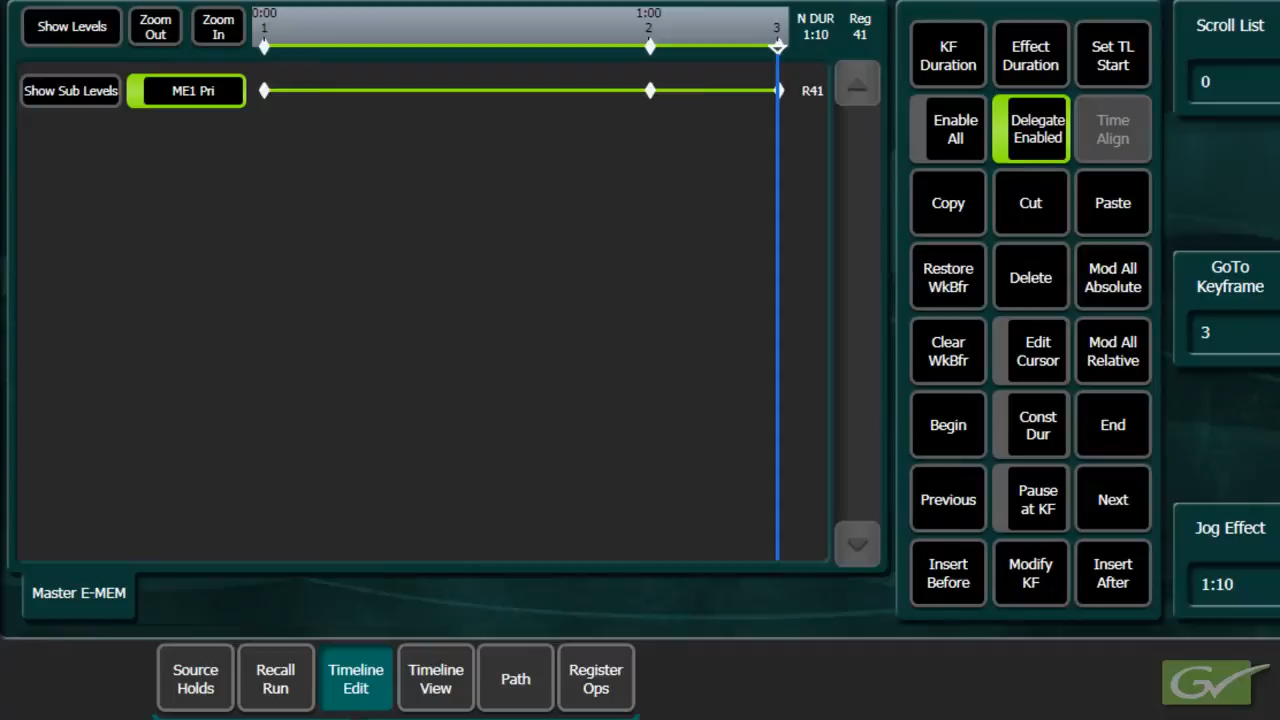 Show Levels
Zoom
Out
Zoom
In
0:00
1
1:00
2
3
N DUR
1:10
Reg
41
Show Sub Levels
ME1 Pri
R41
KF
Duration
Effect
Duration
Set TL
Start
Enable
All
Delegate
Enabled
Time
Align
Copy
Cut
Paste
Restore
WkBfr
Delete
Mod All
Absolute
Clear
WkBfr
Edit
Cursor
Mod All
Relative
Begin
Const
Dur
End
Previous
Pause
at KF
Next
Insert
Before
Modify
KF
Insert
After
Scroll List
0
GoTo
Keyframe
3
Jog Effect
1:10
Master E-MEM
Source
Holds
Recall
Run
Timeline
Edit
Timeline
View
Path
Register
Ops
GV